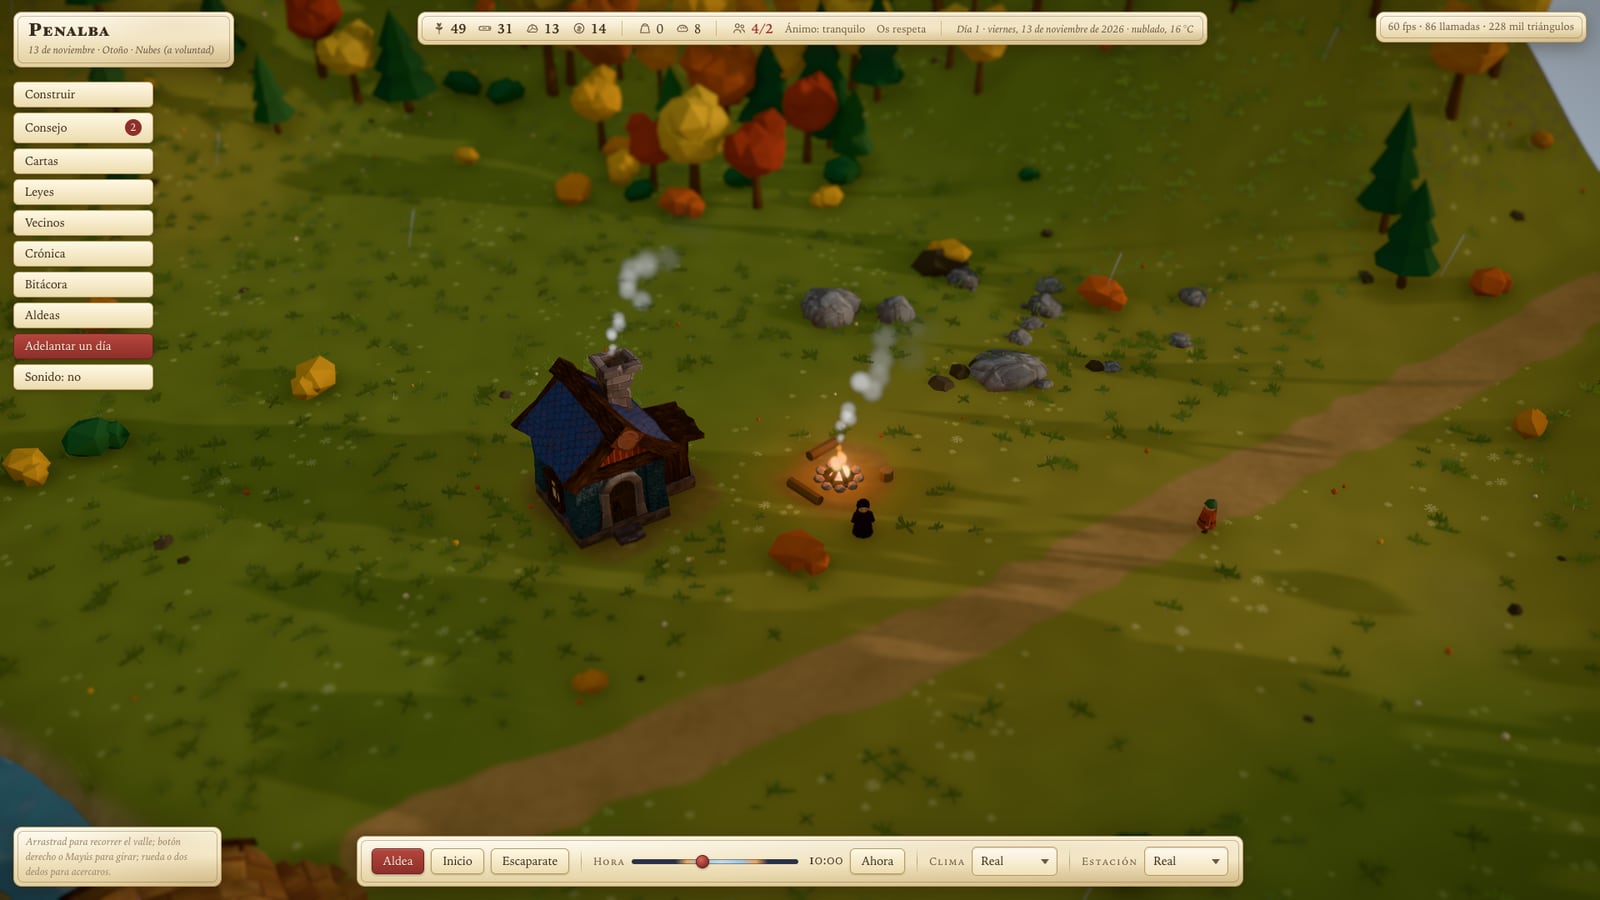 Penalba
13 de noviembre · Otoño · Nubes (a voluntad)
49 31 13 14 0 8 4/2 Ánimo: tranquilo Os respeta Día 1 · viernes, 13 de noviembre de 2026 · nublado, 16 °C
60 fps · 86 llamadas · 228 mil triángulos
Construir
Consejo 2
Cartas
Leyes
Vecinos
Crónica
Bitácora
Aldeas
Adelantar un día
Sonido: no
Arrastrad para recorrer el valle; botón
derecho o Mayús para girar; rueda o dos
dedos para acercaros.
Aldea Inicio Escaparate Hora 10:00 Ahora Clima Real Estación Real